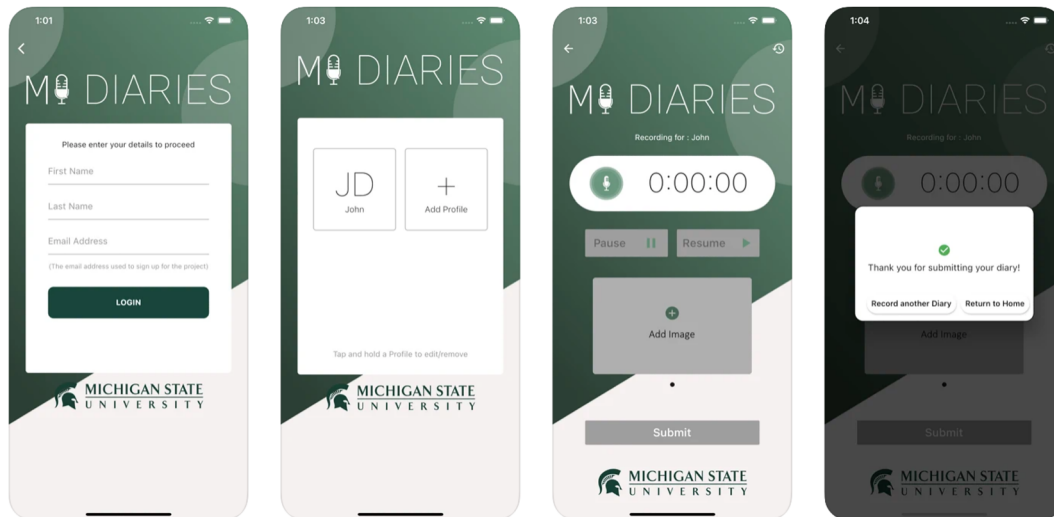 1:01
MI DIARIES
Please enter your details to proceed
First Name
Last Name
Email Address
(The email address used to sign up for the project)
LOGIN
MICHIGAN STATE
UNIVERSITY
1:03
MI DIARIES
JD
John
+
Add Profile
Tap and hold a Profile to edit/remove
MICHIGAN STATE
UNIVERSITY
1:03
MI DIARIES
Recording for : John
0:00:00
Pause
Resume
Add Image
Submit
MICHIGAN STATE
UNIVERSITY
1:04
MI DIARIES
Recording for : John
0:00:00
Thank you for submitting your diary!
Record another Diary
Return to Home
Add Image
Submit
MICHIGAN STATE
UNIVERSITY